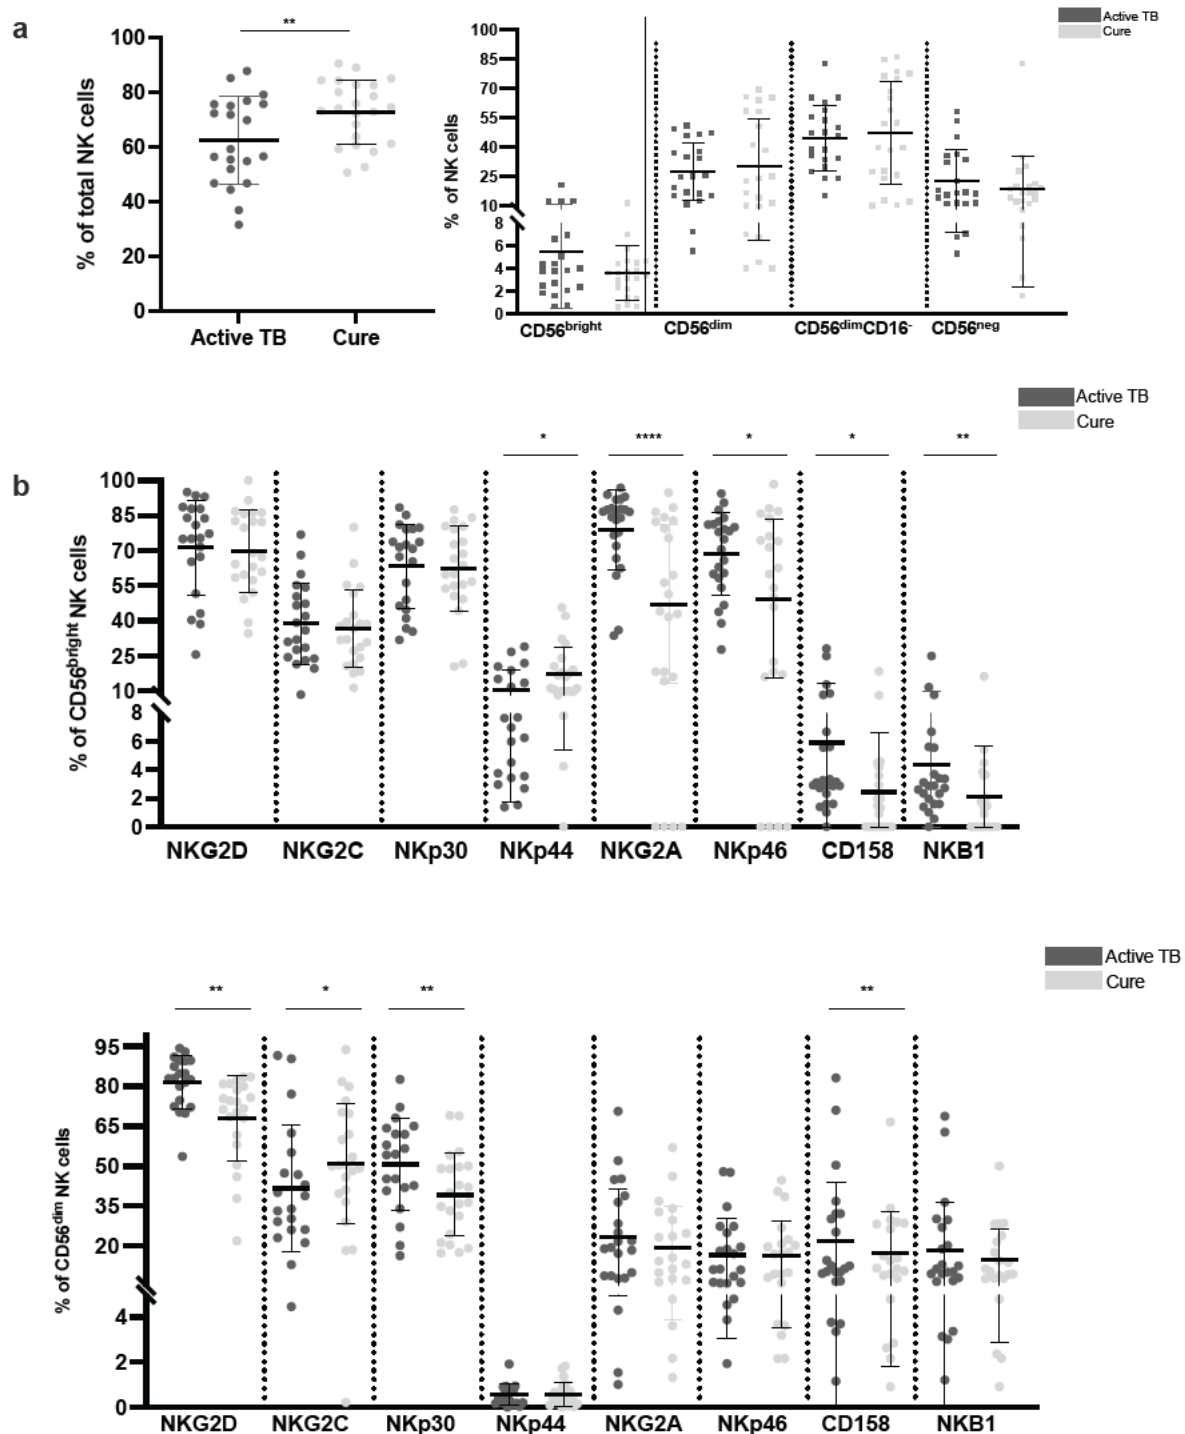 a
**
Active TB
Cure
% of total NK cells
100
80
60
40
20
0
Active TB
Cure
% of NK cells
100
85
70
55
40
25
10
8
6
4
2
0
CD56bright
CD56dim
CD56dimCD16-
CD56neg
Active TB
Cure
b
*
****
*
*
**
% of CD56bright NK cells
100
85
70
55
40
25
10
8
6
4
2
0
NKG2D
NKG2C
NKp30
NKp44
NKG2A
NKp46
CD158
NKB1
Active TB
Cure
**
*
**
**
% of CD56dim NK cells
95
80
65
50
35
20
4
2
0
NKG2D
NKG2C
NKp30
NKp44
NKG2A
NKp46
CD158
NKB1